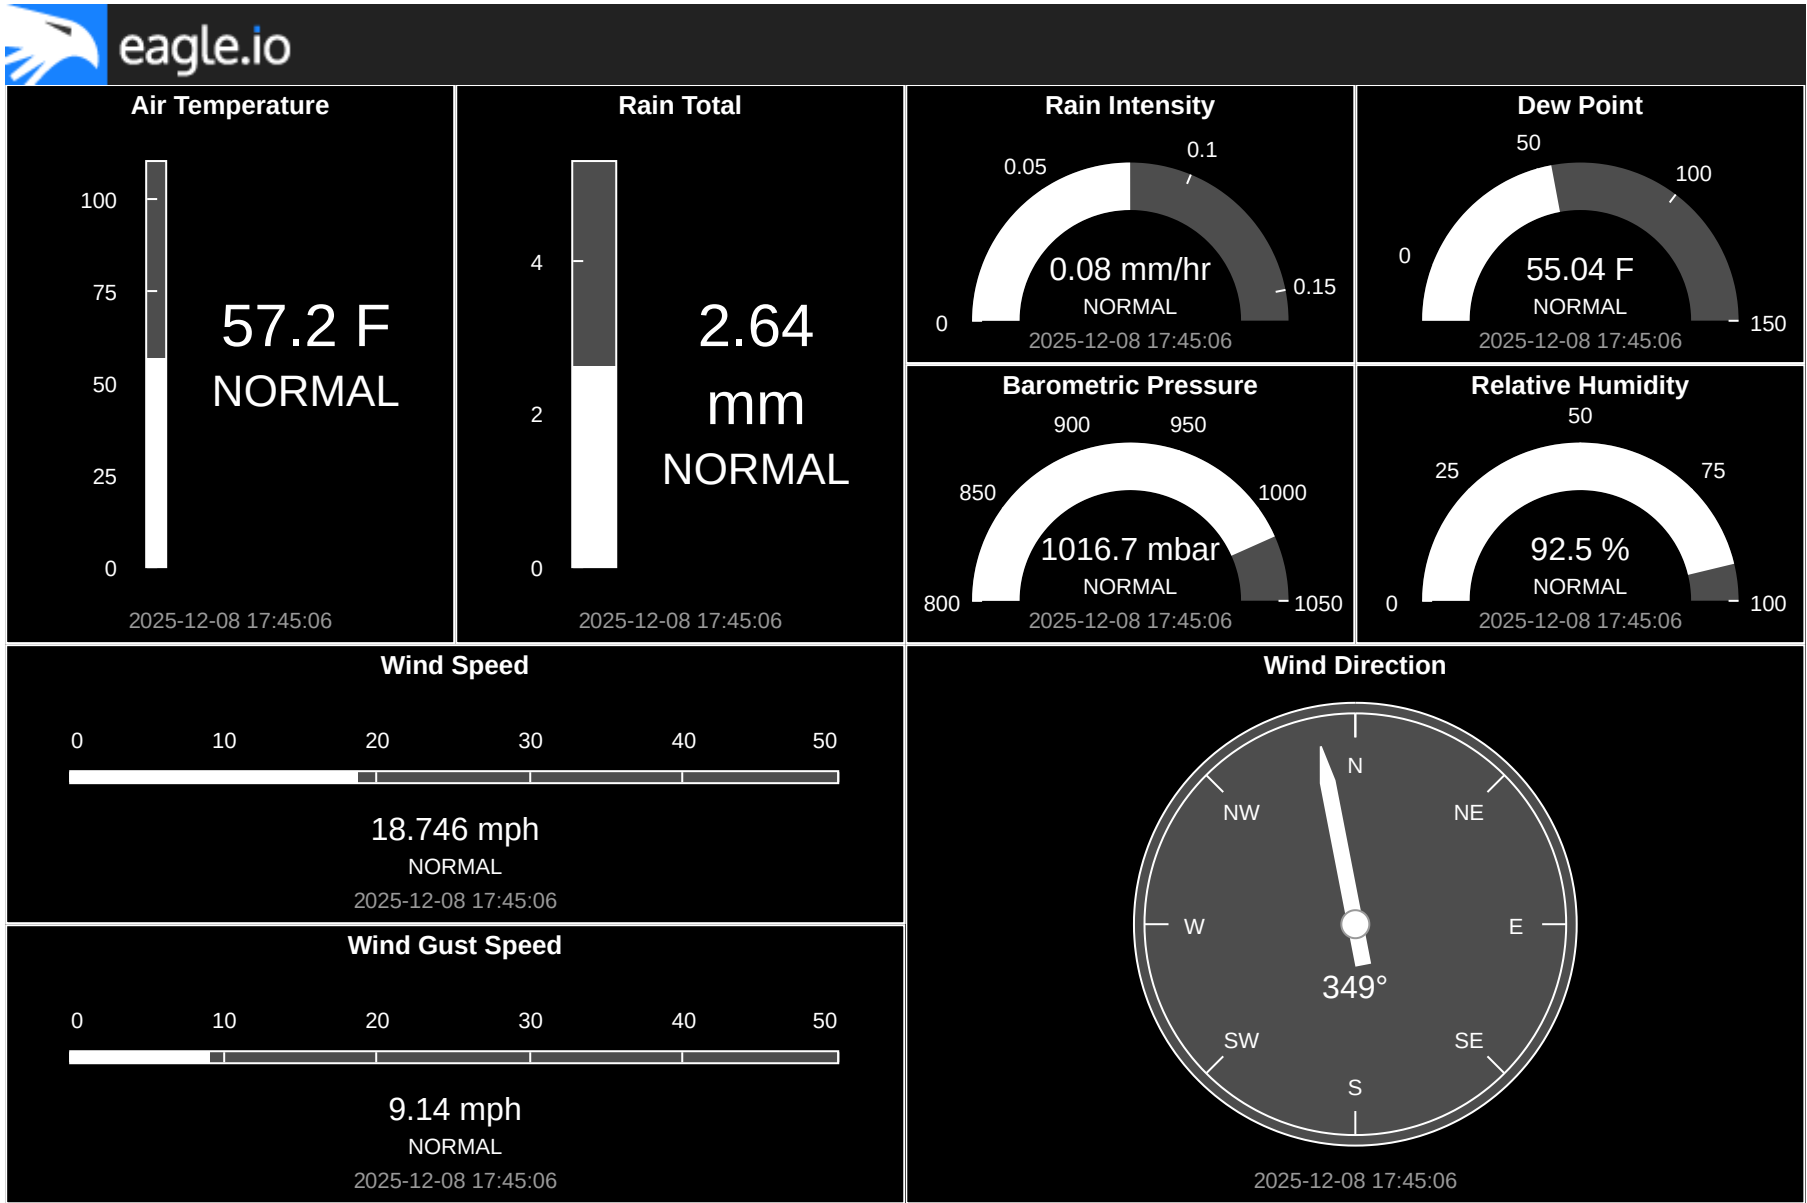 eagle.io
Air Temperature
100
75
50
25
0
57.2 F
NORMAL
2025-12-08 17:45:06
Rain Total
4
2
0
2.64
mm
NORMAL
2025-12-08 17:45:06
Rain Intensity
0
0.05
0.1
0.15
0.08 mm/hr
NORMAL
2025-12-08 17:45:06
Dew Point
0
50
100
150
55.04 F
NORMAL
2025-12-08 17:45:06
Barometric Pressure
800
850
900
950
1000
1050
1016.7 mbar
NORMAL
2025-12-08 17:45:06
Relative Humidity
0
25
50
75
100
92.5 %
NORMAL
2025-12-08 17:45:06
Wind Speed
0 10 20 30 40 50
18.746 mph
NORMAL
2025-12-08 17:45:06
Wind Gust Speed
0 10 20 30 40 50
9.14 mph
NORMAL
2025-12-08 17:45:06
Wind Direction
N
NW NE
W E
349°
SW SE
S
2025-12-08 17:45:06